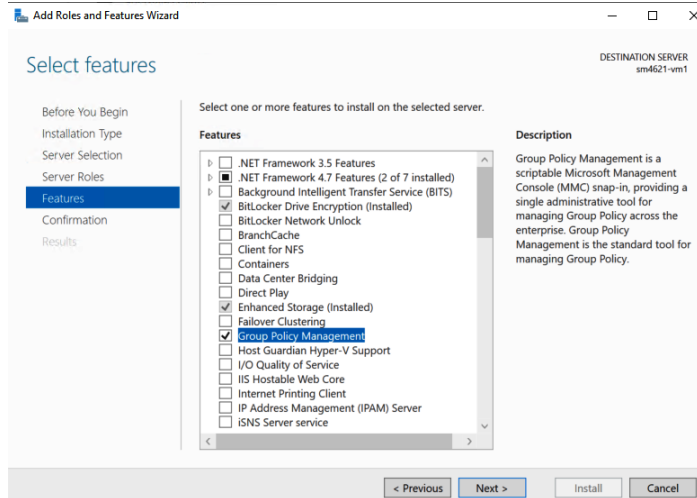 Add Roles and Features Wizard
Select features
DESTINATION SERVER
sm4621-vm1
Before You Begin
Installation Type
Server Selection
Server Roles
Features
Confirmation
Results
Select one or more features to install on the selected server.
Features
.NET Framework 3.5 Features
.NET Framework 4.7 Features (2 of 7 installed)
Background Intelligent Transfer Service (BITS)
BitLocker Drive Encryption (Installed)
BitLocker Network Unlock
BranchCache
Client for NFS
Containers
Data Center Bridging
Direct Play
Enhanced Storage (Installed)
Failover Clustering
Group Policy Management
Host Guardian Hyper-V Support
I/O Quality of Service
IIS Hostable Web Core
Internet Printing Client
IP Address Management (IPAM) Server
iSNS Server service
Description
Group Policy Management is a
scriptable Microsoft Management
Console (MMC) snap-in, providing a
single administrative tool for
managing Group Policy across the
enterprise. Group Policy
Management is the standard tool for
managing Group Policy.
< Previous
Next >
Install
Cancel